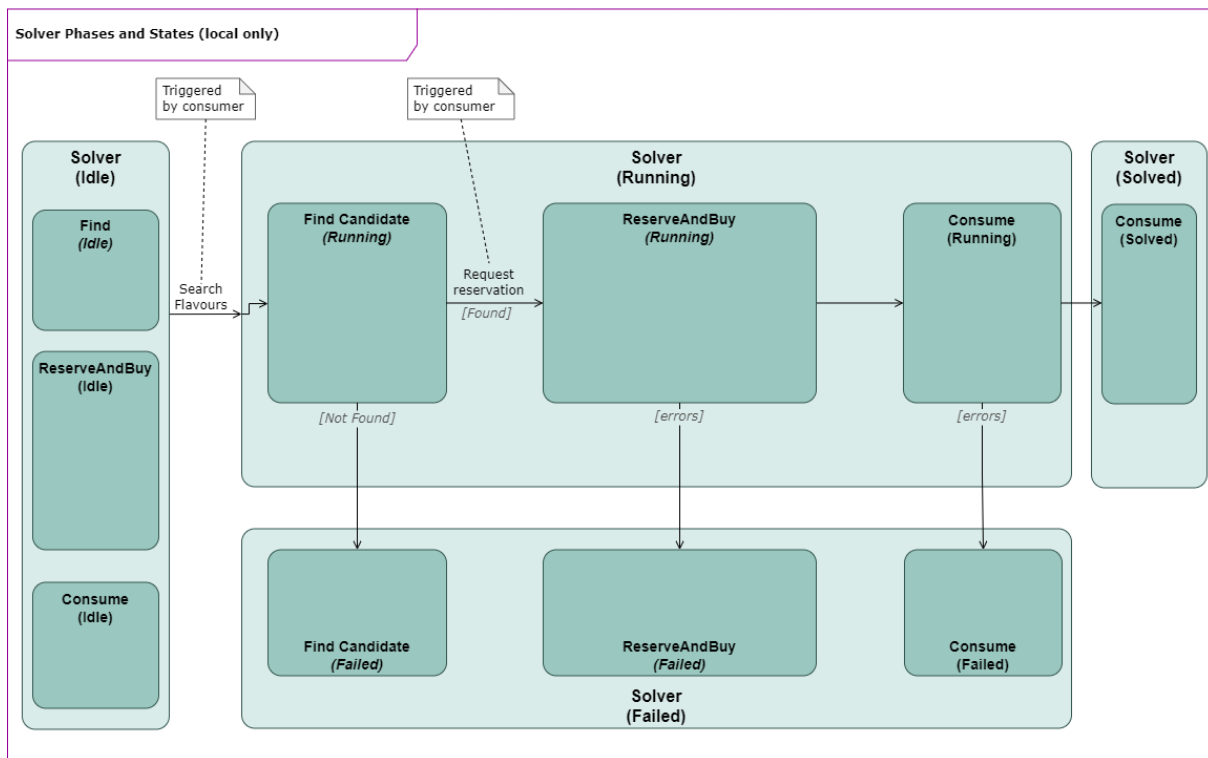 Solver Phases and States (local only)
Triggered
by consumer
Triggered
by consumer
Solver
(Idle)
Find
(Idle)
ReserveAndBuy
(Idle)
Consume
(Idle)
Search
Flavours
Solver
(Running)
Find Candidate
(Running)
Request
reservation
[Found]
ReserveAndBuy
(Running)
Consume
(Running)
Solver
(Solved)
Consume
(Solved)
[Not Found]
[errors]
[errors]
Find Candidate
(Failed)
ReserveAndBuy
(Failed)
Consume
(Failed)
Solver
(Failed)